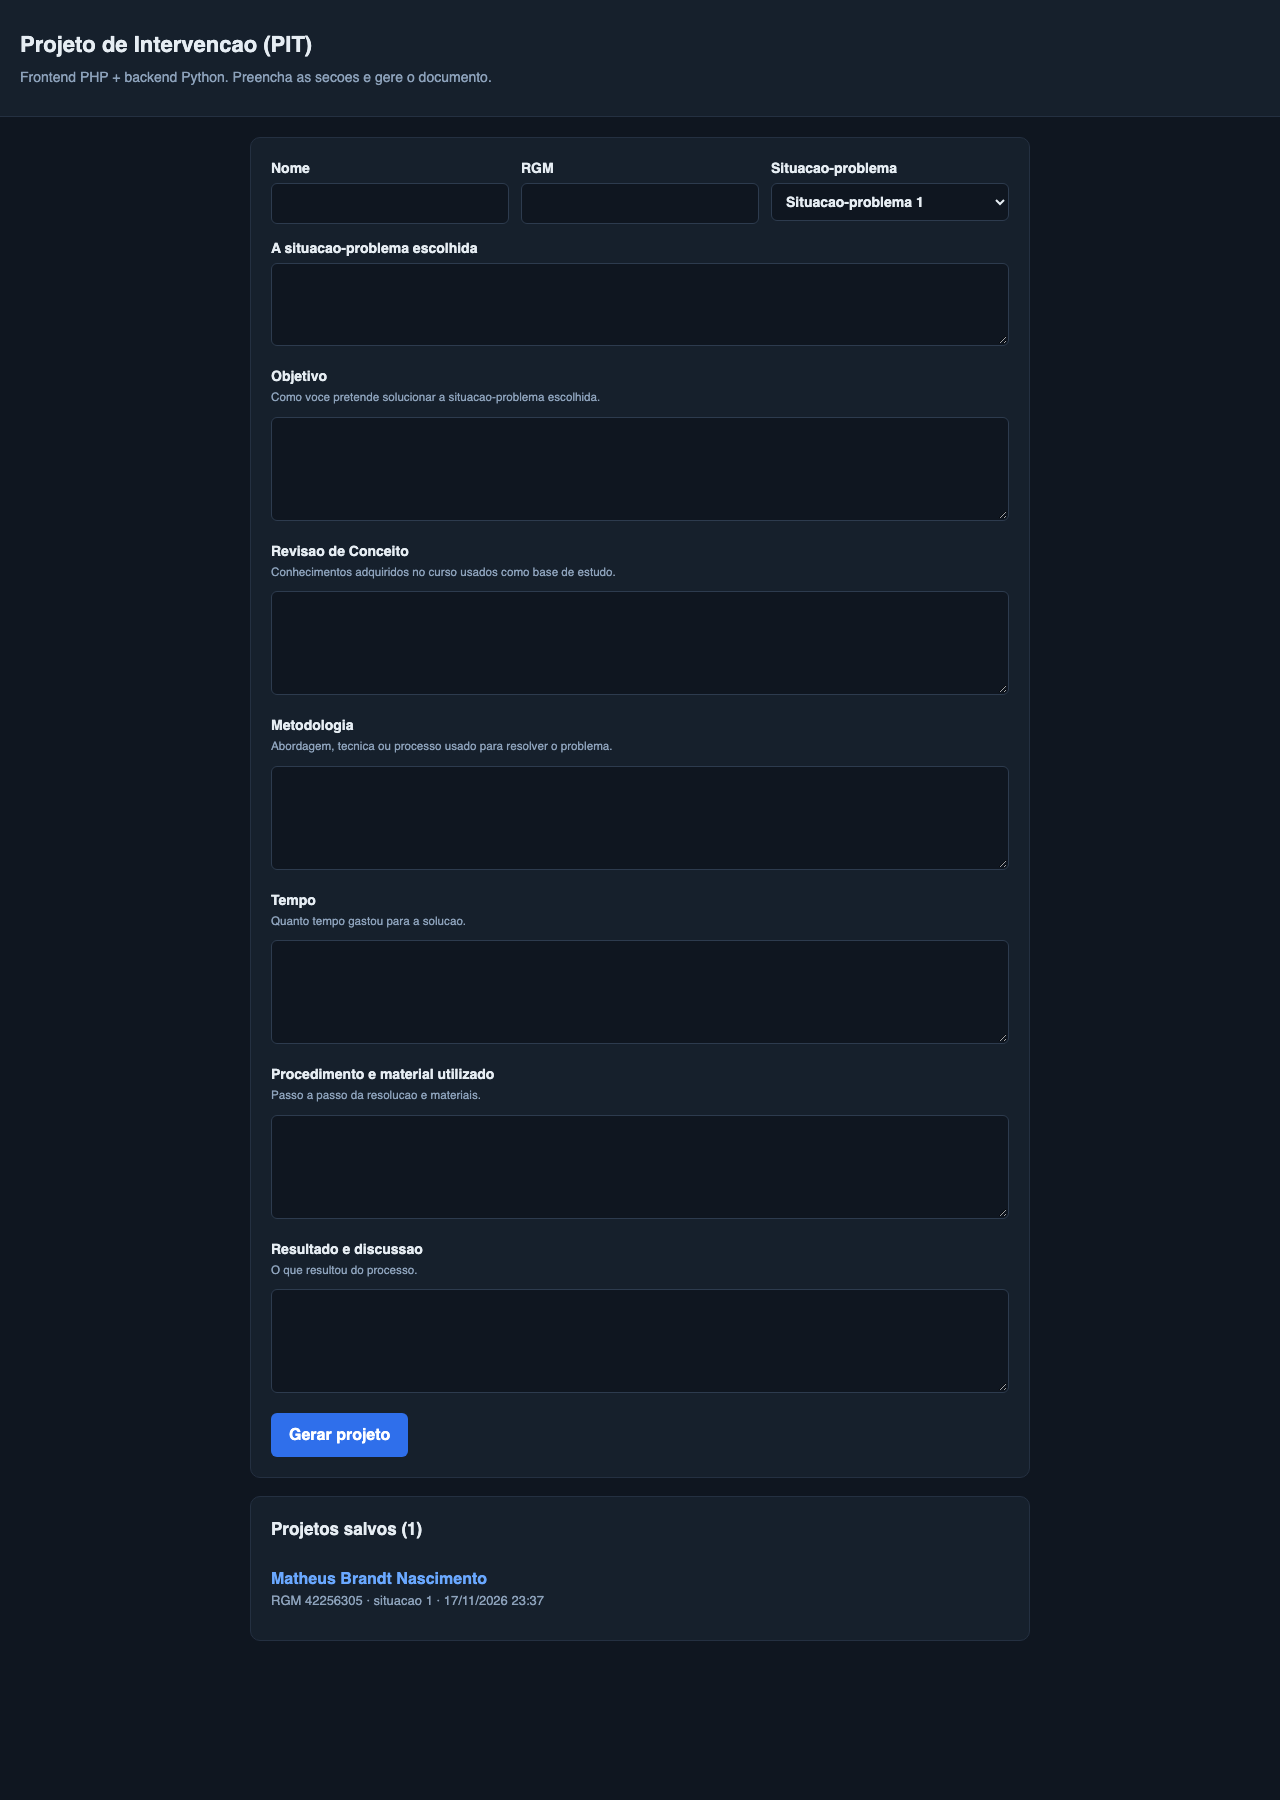 Projeto de Intervencao (PIT)
Frontend PHP + backend Python. Preencha as secoes e gere o documento.
Nome
RGM
Situacao-problema
Situacao-problema 1
A situacao-problema escolhida
Objetivo
Como voce pretende solucionar a situacao-problema escolhida.
Revisao de Conceito
Conhecimentos adquiridos no curso usados como base de estudo.
Metodologia
Abordagem, tecnica ou processo usado para resolver o problema.
Tempo
Quanto tempo gastou para a solucao.
Procedimento e material utilizado
Passo a passo da resolucao e materiais.
Resultado e discussao
O que resultou do processo.
Gerar projeto
Projetos salvos (1)
Matheus Brandt Nascimento
RGM 42256305 · situacao 1 · 17/11/2026 23:37